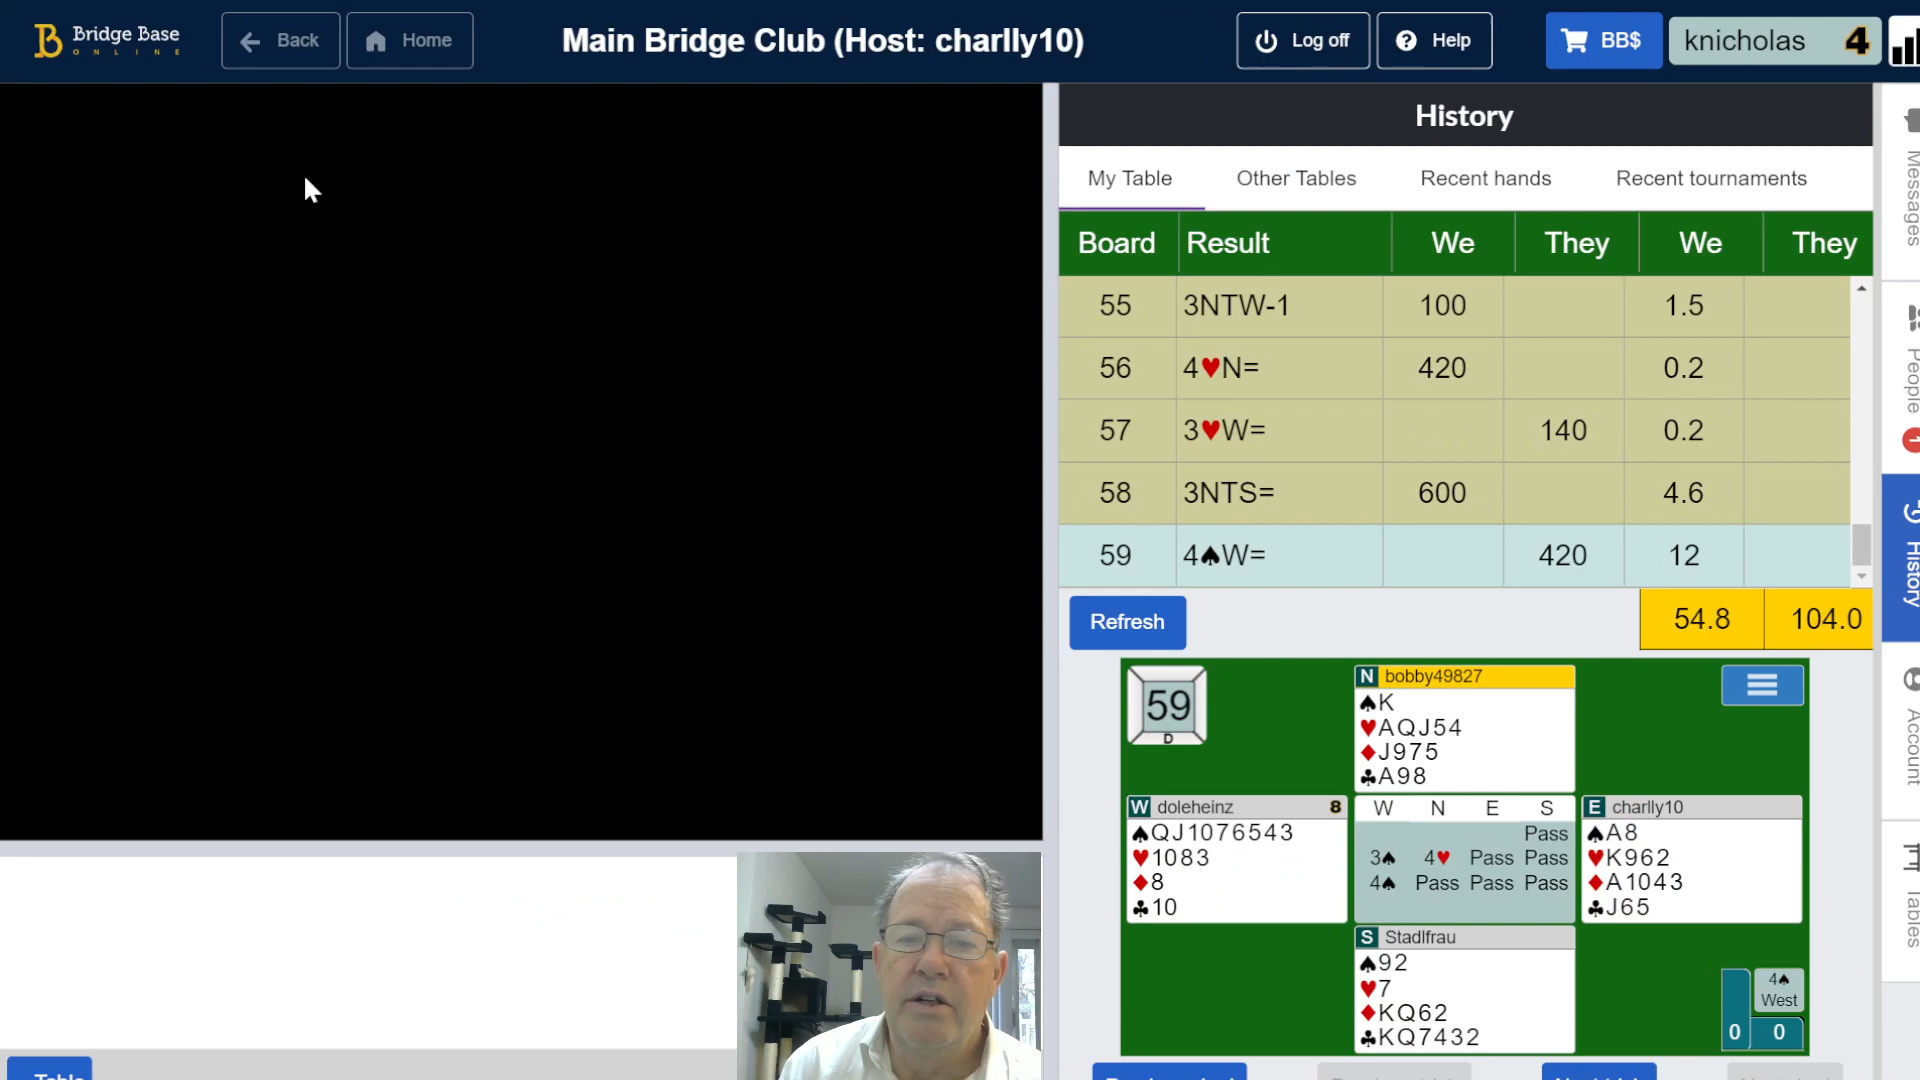 Bridge Base
ONLINE
Back
Home
Main Bridge Club (Host: charlly10)
Log off
Help
BB$
knicholas 4
History
My Table
Other Tables
Recent hands
Recent tournaments
Board Result We They We They
55 3NTW-1 100 1.5
56 4♥N= 420 0.2
57 3♥W= 140 0.2
58 3NTS= 600 4.6
59 4♠W= 420 12
Refresh
54.8 104.0
59
D
N bobby49827
♠K
♥AQJ54
♦J975
♣A98
W doleheinz 8
♠QJ1076543
♥1083
♦8
♣10
W N E S
Pass
3♠ 4♥ Pass Pass
4♠ Pass Pass Pass
E charlly10
♠A8
♥K962
♦A1043
♣J65
S Stadlfrau
♠92
♥7
♦KQ62
♣KQ7432
4♠
West
0 0
Messages
People
History
Account
Tables
Table